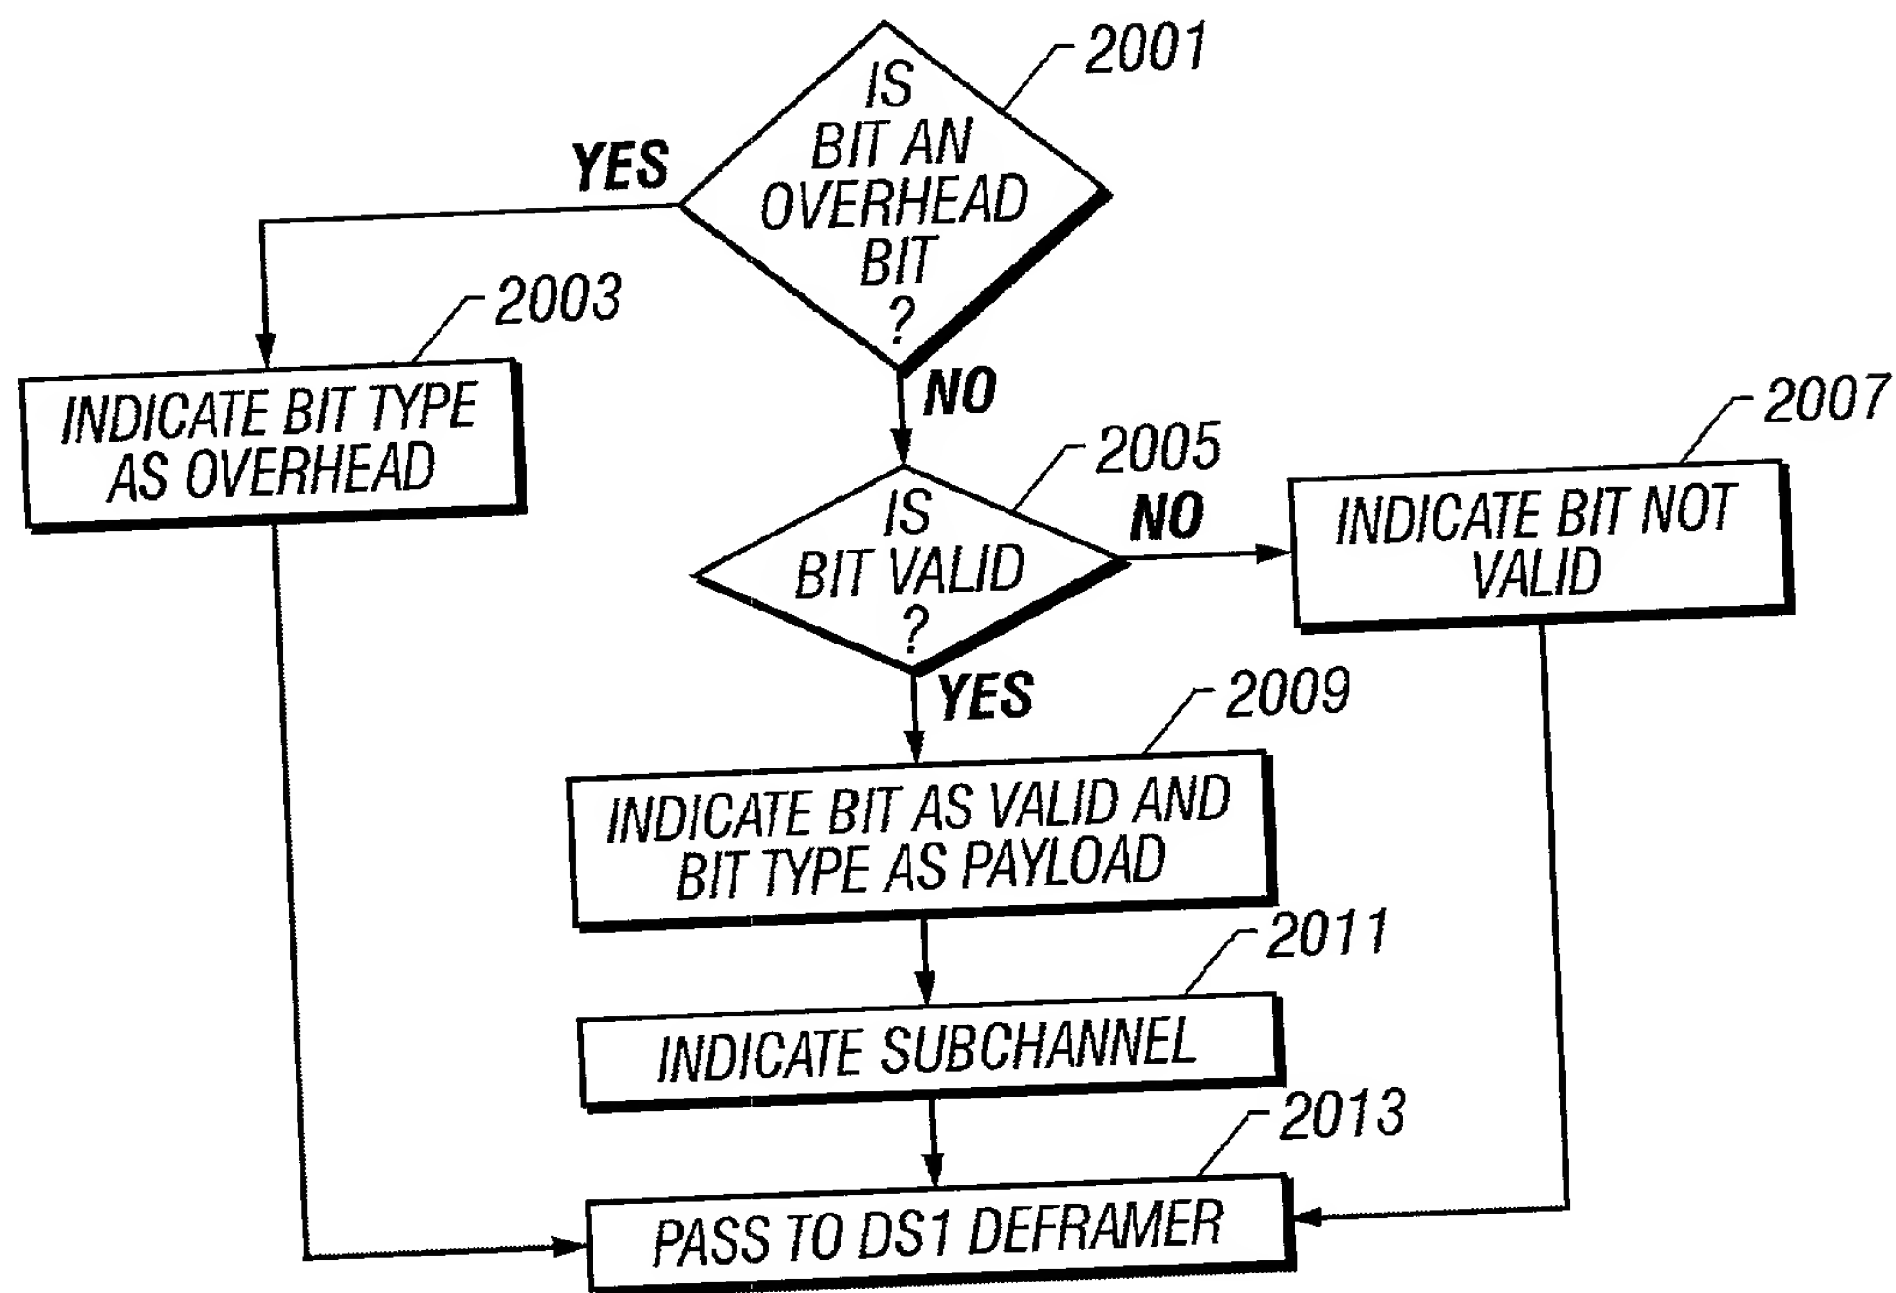 2001
IS
BIT AN
OVERHEAD
BIT
?
YES
NO
2003
INDICATE BIT TYPE
AS OVERHEAD
2005
IS
BIT VALID
?
NO
YES
2007
INDICATE BIT NOT
VALID
2009
INDICATE BIT AS VALID AND
BIT TYPE AS PAYLOAD
2011
INDICATE SUBCHANNEL
2013
PASS TO DS1 DEFRAMER